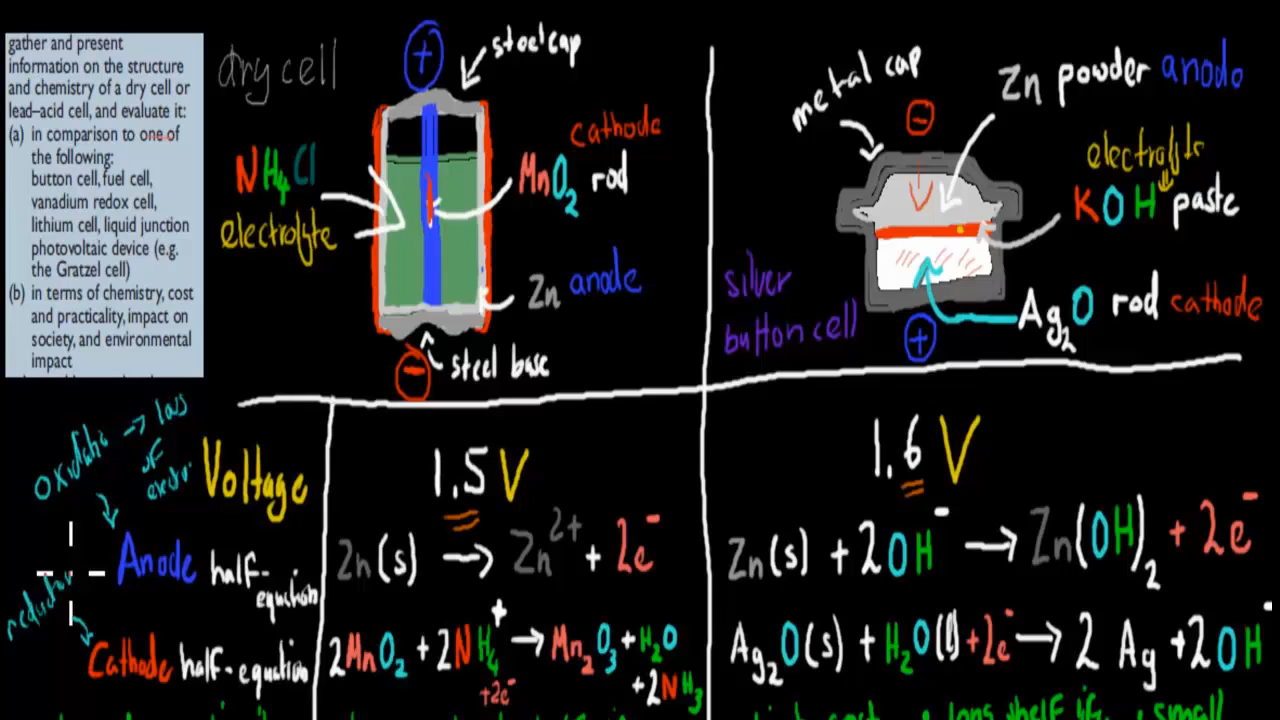 gather and present
information on the structure
and chemistry of a dry cell or
lead–acid cell, and evaluate it:
(a) in comparison to one of
the following:
button cell, fuel cell,
vanadium redox cell,
lithium cell, liquid junction
photovoltaic device (e.g.
the Gratzel cell)
(b) in terms of chemistry, cost
and practicality, impact on
society, and environmental
impact
dry cell
+
steel cap
NH4Cl
electrolyte
cathode
MnO2 rod
Zn anode
steel base
−
metal cap
−
Zn powder anode
electrolyte
KOH paste
silver
button cell
Ag2O rod cathode
+
→ loss
of
Voltage
1.5 V
1.6 V
Anode half-
equation
Zn(s) → Zn2+ + 2e−
Zn(s) + 2OH− → Zn(OH)2 + 2e−
Cathode half-equation
2MnO2 + 2NH4+ → Mn2O3 + H2O
+2e−
+2NH3
Ag2O(s) + H2O(l) +2e− → 2 Ag +2OH−
long shelf life small